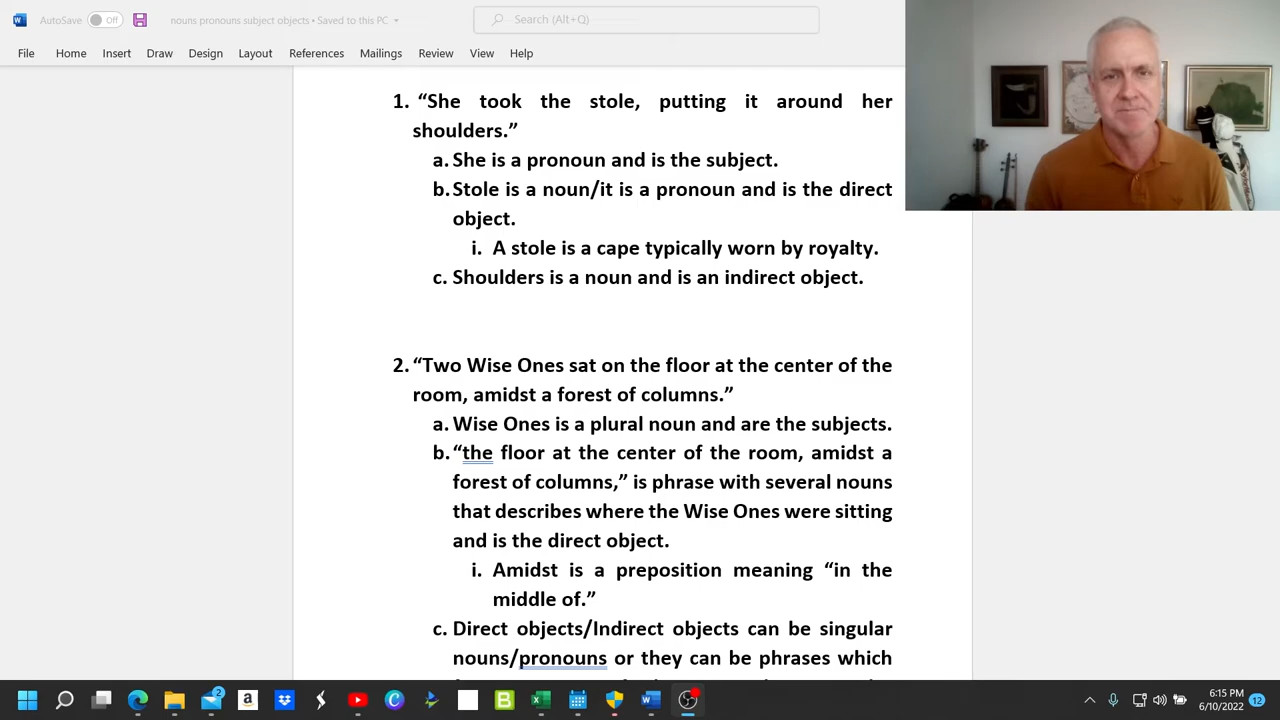 AutoSave Off nouns pronouns subject objects • Saved to this PC Search (Alt+Q)
File Home Insert Draw Design Layout References Mailings Review View Help
1. “She took the stole, putting it around her
shoulders.”
a. She is a pronoun and is the subject.
b. Stole is a noun/it is a pronoun and is the direct
object.
i. A stole is a cape typically worn by royalty.
c. Shoulders is a noun and is an indirect object.
2. “Two Wise Ones sat on the floor at the center of the
room, amidst a forest of columns.”
a. Wise Ones is a plural noun and are the subjects.
b. “the floor at the center of the room, amidst a
forest of columns,” is phrase with several nouns
that describes where the Wise Ones were sitting
and is the direct object.
i. Amidst is a preposition meaning “in the
middle of.”
c. Direct objects/Indirect objects can be singular
nouns/pronouns or they can be phrases which
6:15 PM
6/10/2022
2
12